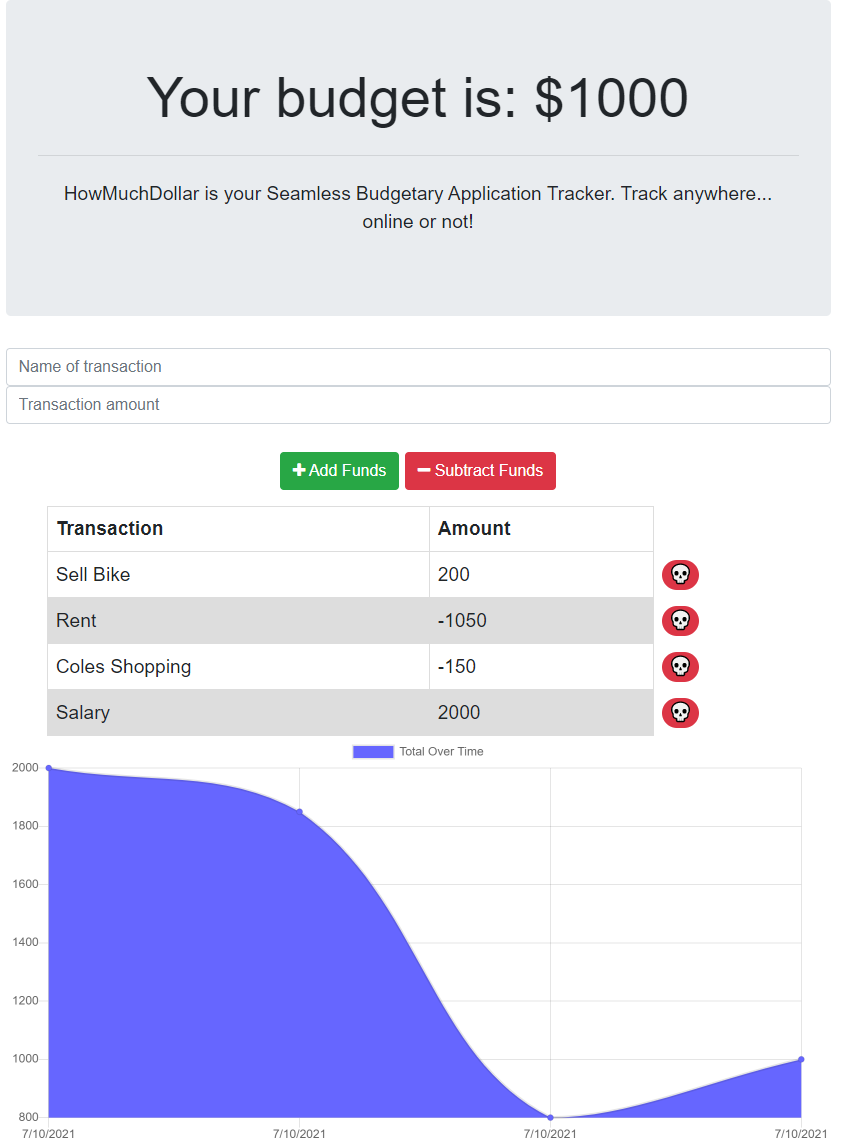 Your budget is: $1000
HowMuchDollar is your Seamless Budgetary Application Tracker. Track anywhere...
online or not!
Name of transaction
Transaction amount
Add Funds
Subtract Funds
Transaction Amount
Sell Bike 200
Rent -1050
Coles Shopping -150
Salary 2000
Total Over Time
2000
1800
1600
1400
1200
1000
800
7/10/2021 7/10/2021 7/10/2021 7/10/2021